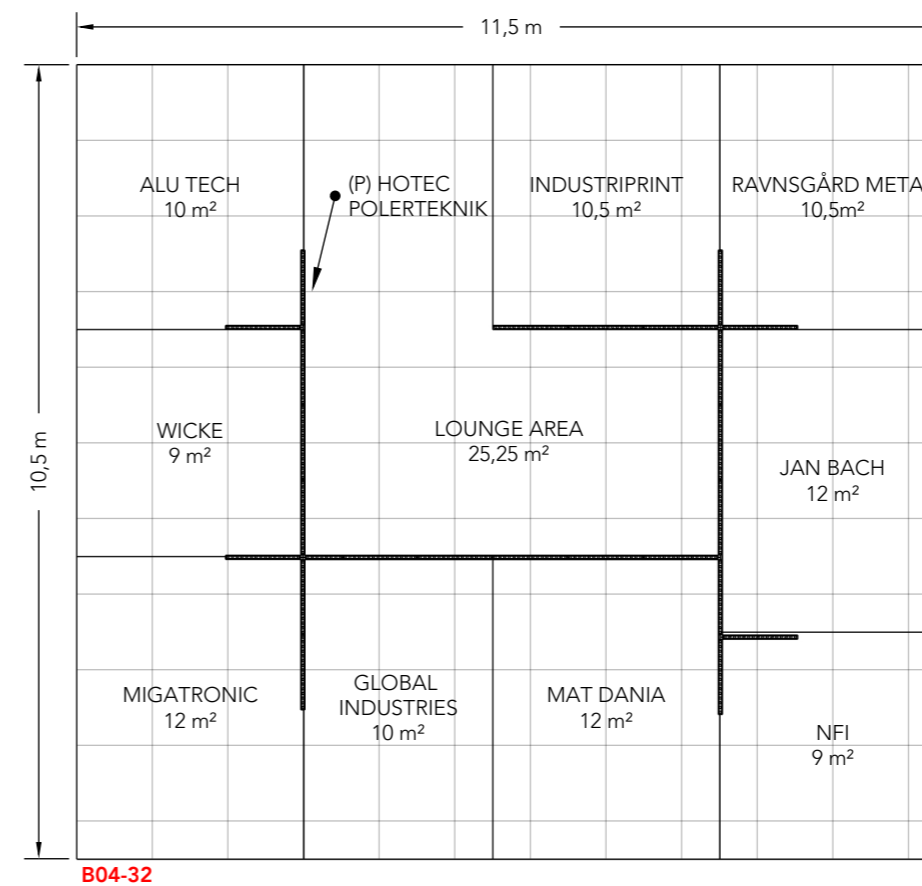 11,5 m
10,5 m
ALU TECH
10 m²
(P) HOTEC
POLERTEKNIK
INDUSTRIPRINT
10,5 m²
RAVNSGÅRD META
10,5m²
WICKE
9 m²
LOUNGE AREA
25,25 m²
JAN BACH
12 m²
MIGATRONIC
12 m²
GLOBAL
INDUSTRIES
10 m²
MAT DANIA
12 m²
NFI
9 m²
B04-32